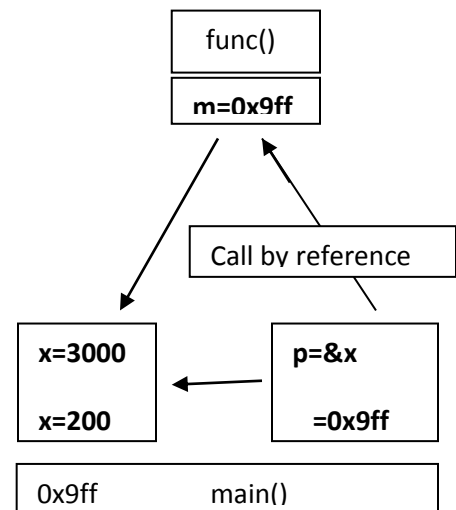 func()
m=0x9ff
Call by reference
x=3000
x=200
p=&x
=0x9ff
0x9ff main()